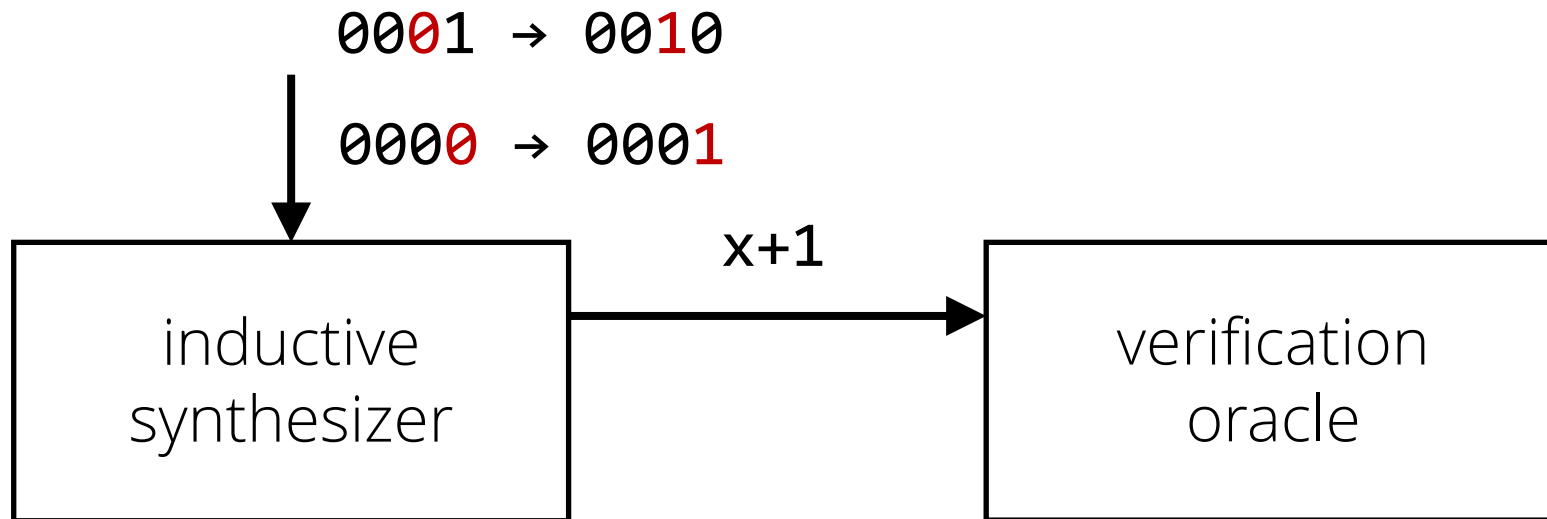 0001 → 0010
0000 → 0001
x+1
inductive
synthesizer
verification
oracle